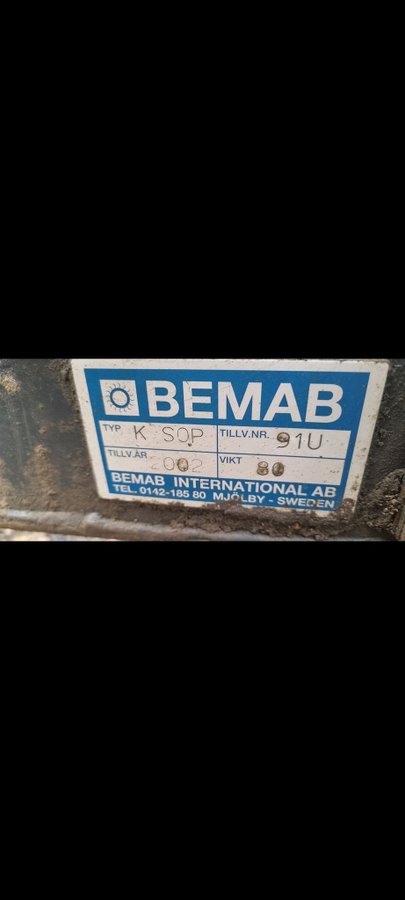 BEMAB
TYP K SOP TILLV.NR. 91U
TILLV.ÅR 2002 VIKT 80
BEMAB INTERNATIONAL AB
TEL. 0142-185 80 MJÖLBY - SWEDEN